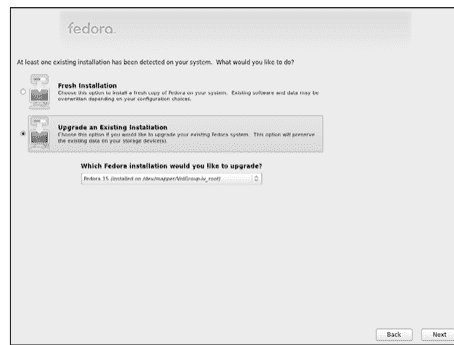 fedora.
At least one existing installation has been detected on your system. What would you like to do?
Fresh Installation
Choose this option to install a fresh copy of Fedora on your system. Existing software and data may be
overwritten depending on your configuration choices.
Upgrade an Existing Installation
Choose this option if you would like to upgrade your existing Fedora system. This option will preserve
the existing data on your storage device(s).
Which Fedora installation would you like to upgrade?
Fedora 15 (installed on /dev/mapper/VolGroup-lv_root)
Back Next